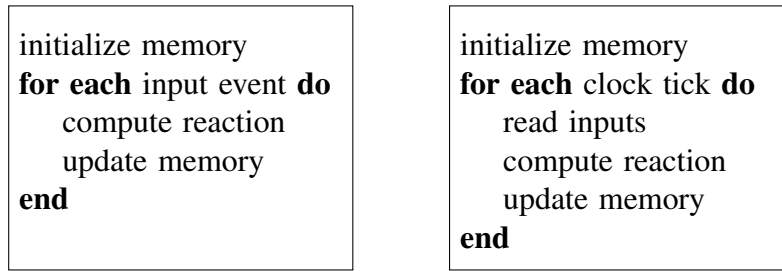 initialize memory
for each input event do
compute reaction
update memory
end
initialize memory
for each clock tick do
read inputs
compute reaction
update memory
end